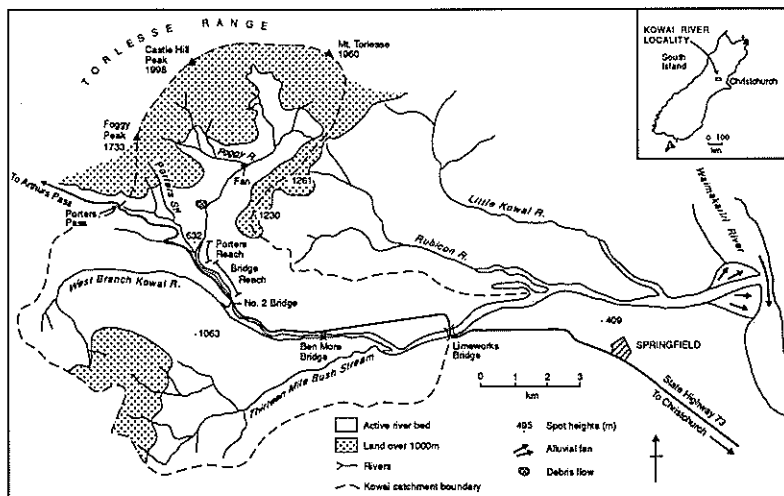 TORLESSE RANGE
Castle Hill
Peak
1998
Mt. Torlesse
1960
Foggy
Peak
1733
To Arthurs Pass
Porters
Pass
Porters Str
Foggy R.
Fan
1261
1230
632
Porters
Reach
Bridge
Reach
No. 2 Bridge
West Branch Kowai R.
1063
Ben More
Bridge
Thirteen Mile Bush Stream
Limeworks
Bridge
Rubicon R.
Little Kowai R.
Waimakariri River
409
SPRINGFIELD
State Highway 73
To Christchurch
KOWAI RIVER
LOCALITY
South
Island
Christchurch
0 100
km
0 1 2 3
km
Active river bed
Land over 1000m
Rivers
Kowai catchment boundary
495 Spot heights (m)
Alluvial fan
Debris flow